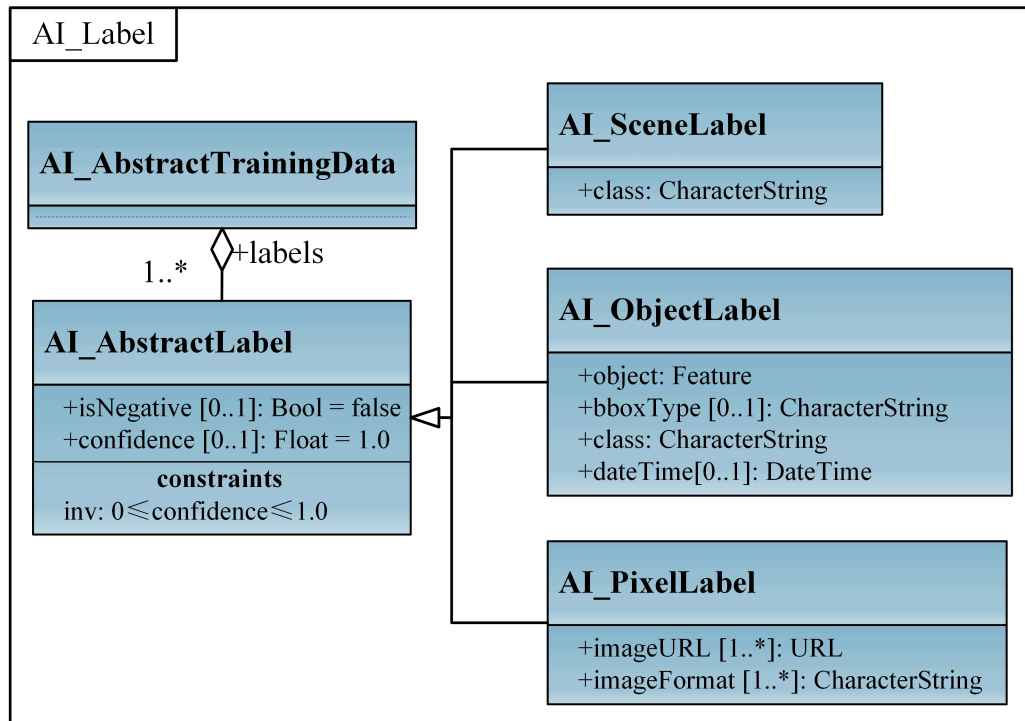 AI_Label
AI_AbstractTrainingData
+labels
1..*
AI_AbstractLabel
+isNegative [0..1]: Bool = false
+confidence [0..1]: Float = 1.0
constraints
inv: 0≤confidence≤1.0
AI_SceneLabel
+class: CharacterString
AI_ObjectLabel
+object: Feature
+bboxType [0..1]: CharacterString
+class: CharacterString
+dateTime[0..1]: DateTime
AI_PixelLabel
+imageURL [1..*]: URL
+imageFormat [1..*]: CharacterString